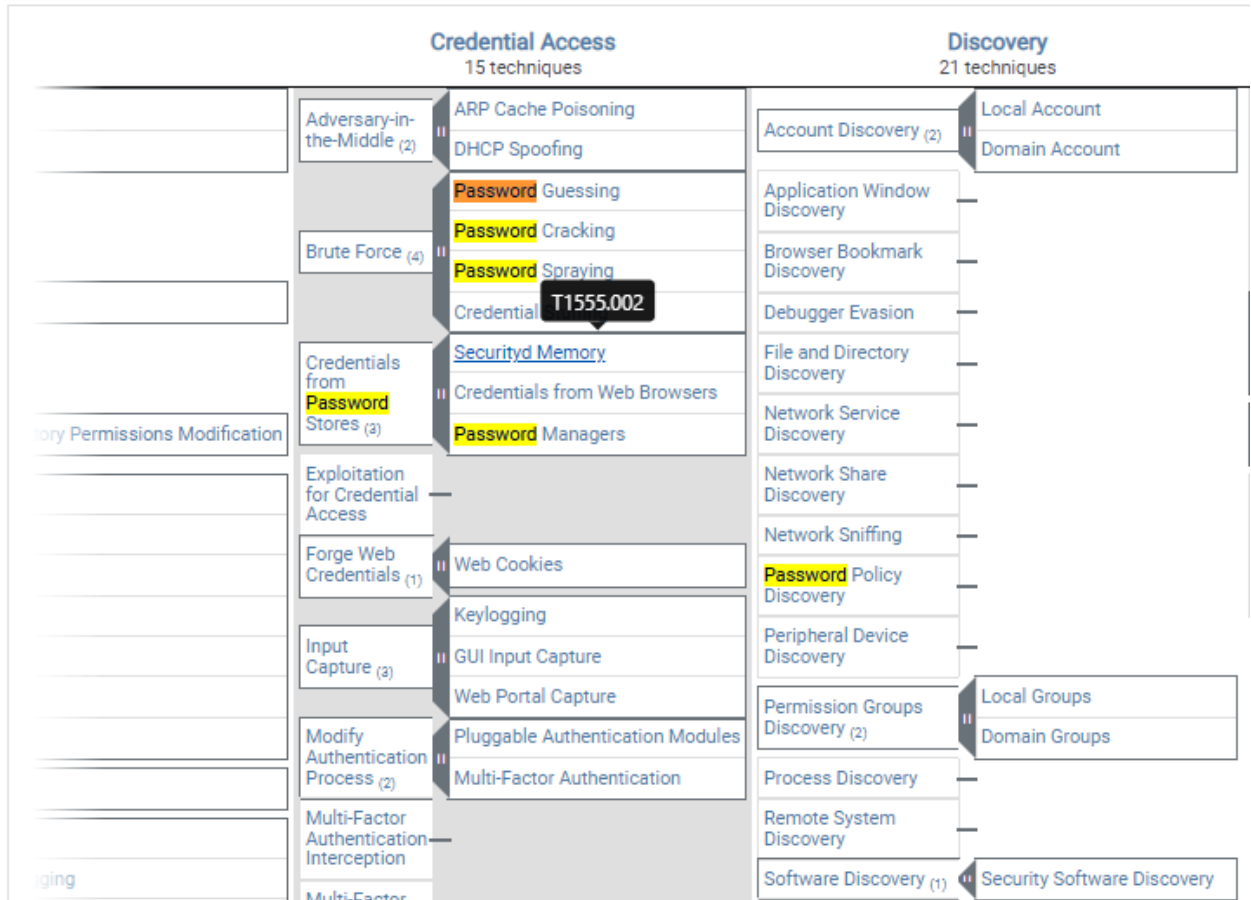 Credential Access
15 techniques
Discovery
21 techniques
Permissions Modification
Adversary-in-
the-Middle (2)
ARP Cache Poisoning
DHCP Spoofing
Brute Force (4)
Password Guessing
Password Cracking
Password Spraying
Credential
T1555.002
Credentials
from
Password
Stores (3)
Securityd Memory
Credentials from Web Browsers
Password Managers
Exploitation
for Credential
Access
Forge Web
Credentials (1)
Web Cookies
Input
Capture (3)
Keylogging
GUI Input Capture
Web Portal Capture
Modify
Authentication
Process (2)
Pluggable Authentication Modules
Multi-Factor Authentication
Multi-Factor
Authentication
Interception
Multi-Factor
Account Discovery (2)
Local Account
Domain Account
Application Window
Discovery
Browser Bookmark
Discovery
Debugger Evasion
File and Directory
Discovery
Network Service
Discovery
Network Share
Discovery
Network Sniffing
Password Policy
Discovery
Peripheral Device
Discovery
Permission Groups
Discovery (2)
Local Groups
Domain Groups
Process Discovery
Remote System
Discovery
Software Discovery (1)
Security Software Discovery